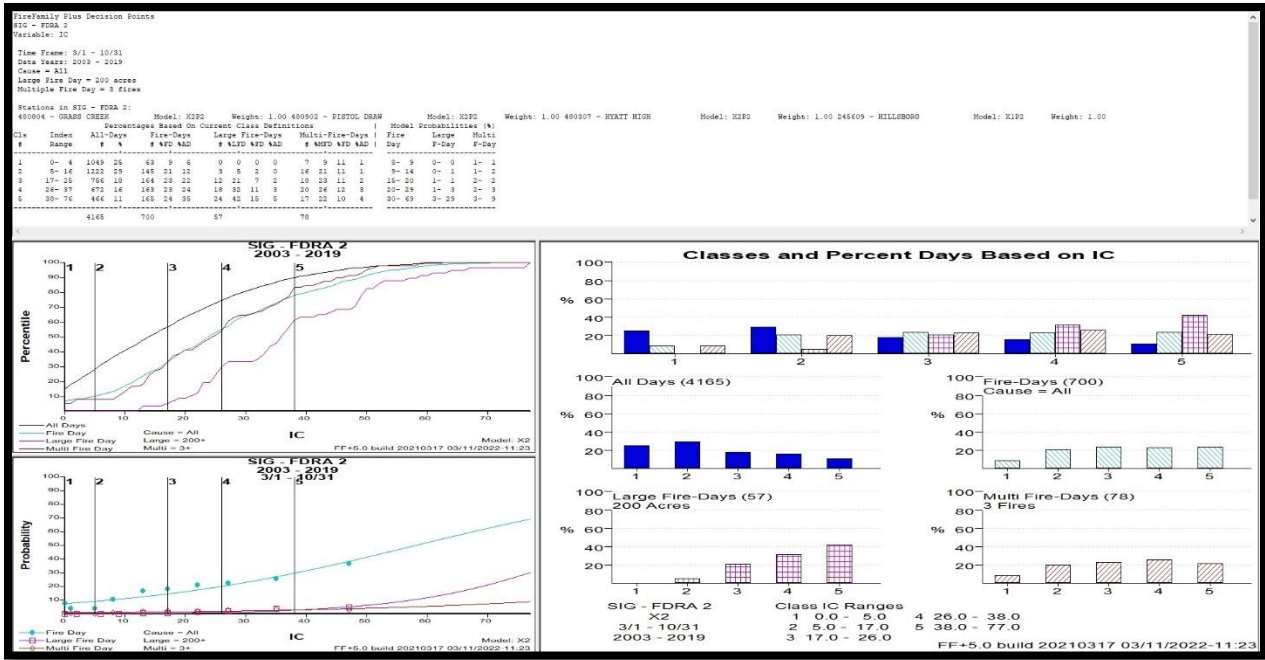 FireFamily Plus Decision Points
SIG - FDRA 2
Variable: IC
Time Frame: 3/1 - 10/31
Data Years: 2003 - 2019
Cause = All
Large Fire Day = 200 acres
Multiple Fire Day = 3 fires
Stations in SIG - FDRA 2:
480804 - GRASS CREEK Model: X2P2 Weight: 1.00 480902 - PISTOL DRAW Model: X2P2 Weight: 1.00 480307 - HYATT HIGH Model: X2P2 Weight: 1.00 245609 - HILLSBORO Model: X1P2 Weight: 1.00
Percentages Based On Current Class Definitions | Model Probabilities (%)
Cls Index All-Days Fire-Days Large Fire-Days Multi-Fire-Days | Fire Large Multi
# Range # % # %FD %AD # %LFD %FD %AD # %MFD %FD %AD | Day F-Day F-Day
1 0- 4 1049 25 63 9 6 0 0 0 0 7 9 11 1 8- 9 0- 0 1- 1
2 5- 16 1222 29 145 21 12 3 5 2 0 16 21 11 1 9- 14 0- 1 1- 2
3 17- 25 756 18 164 23 22 12 21 7 2 18 23 11 2 15- 20 1- 1 2- 2
4 26- 37 672 16 163 23 24 18 32 11 3 20 26 12 3 20- 29 1- 3 2- 3
5 38- 76 466 11 165 24 35 24 42 15 5 17 22 10 4 30- 69 3- 29 3- 9
4165 700 57 78
SIG - FDRA 2
2003 - 2019
100
90
80
70
60
50
40
30
20
10
Percentile
1 2 3 4 5
0 10 20 30 40 50 60 70
IC
All Days
Fire Day Cause = All
Large Fire Day Large = 200+ Model: X2
Multi Fire Day Multi = 3+ FF+5.0 build 20210317 03/11/2022-11:23
SIG - FDRA 2
2003 - 2019
3/1 - 10/31
100
90
80
70
60
50
40
30
20
10
Probability
1 2 3 4 5
0 10 20 30 40 50 60 70
IC
Fire Day Cause = All
Large Fire Day Large = 200+ Model: X2
Multi Fire Day Multi = 3+ FF+5.0 build 20210317 03/11/2022-11:23
Classes and Percent Days Based on IC
100
80
% 60
40
20
1 2 3 4 5
All Days (4165)
100
80
% 60
40
20
1 2 3 4 5
Fire-Days (700)
Cause = All
100
80
% 60
40
20
1 2 3 4 5
Large Fire-Days (57)
200 Acres
100
80
% 60
40
20
1 2 3 4 5
Multi Fire-Days (78)
3 Fires
100
80
% 60
40
20
1 2 3 4 5
SIG - FDRA 2 Class IC Ranges
X2 1 0.0 - 5.0 4 26.0 - 38.0
3/1 - 10/31 2 5.0 - 17.0 5 38.0 - 77.0
2003 - 2019 3 17.0 - 26.0
FF+5.0 build 20210317 03/11/2022-11:23